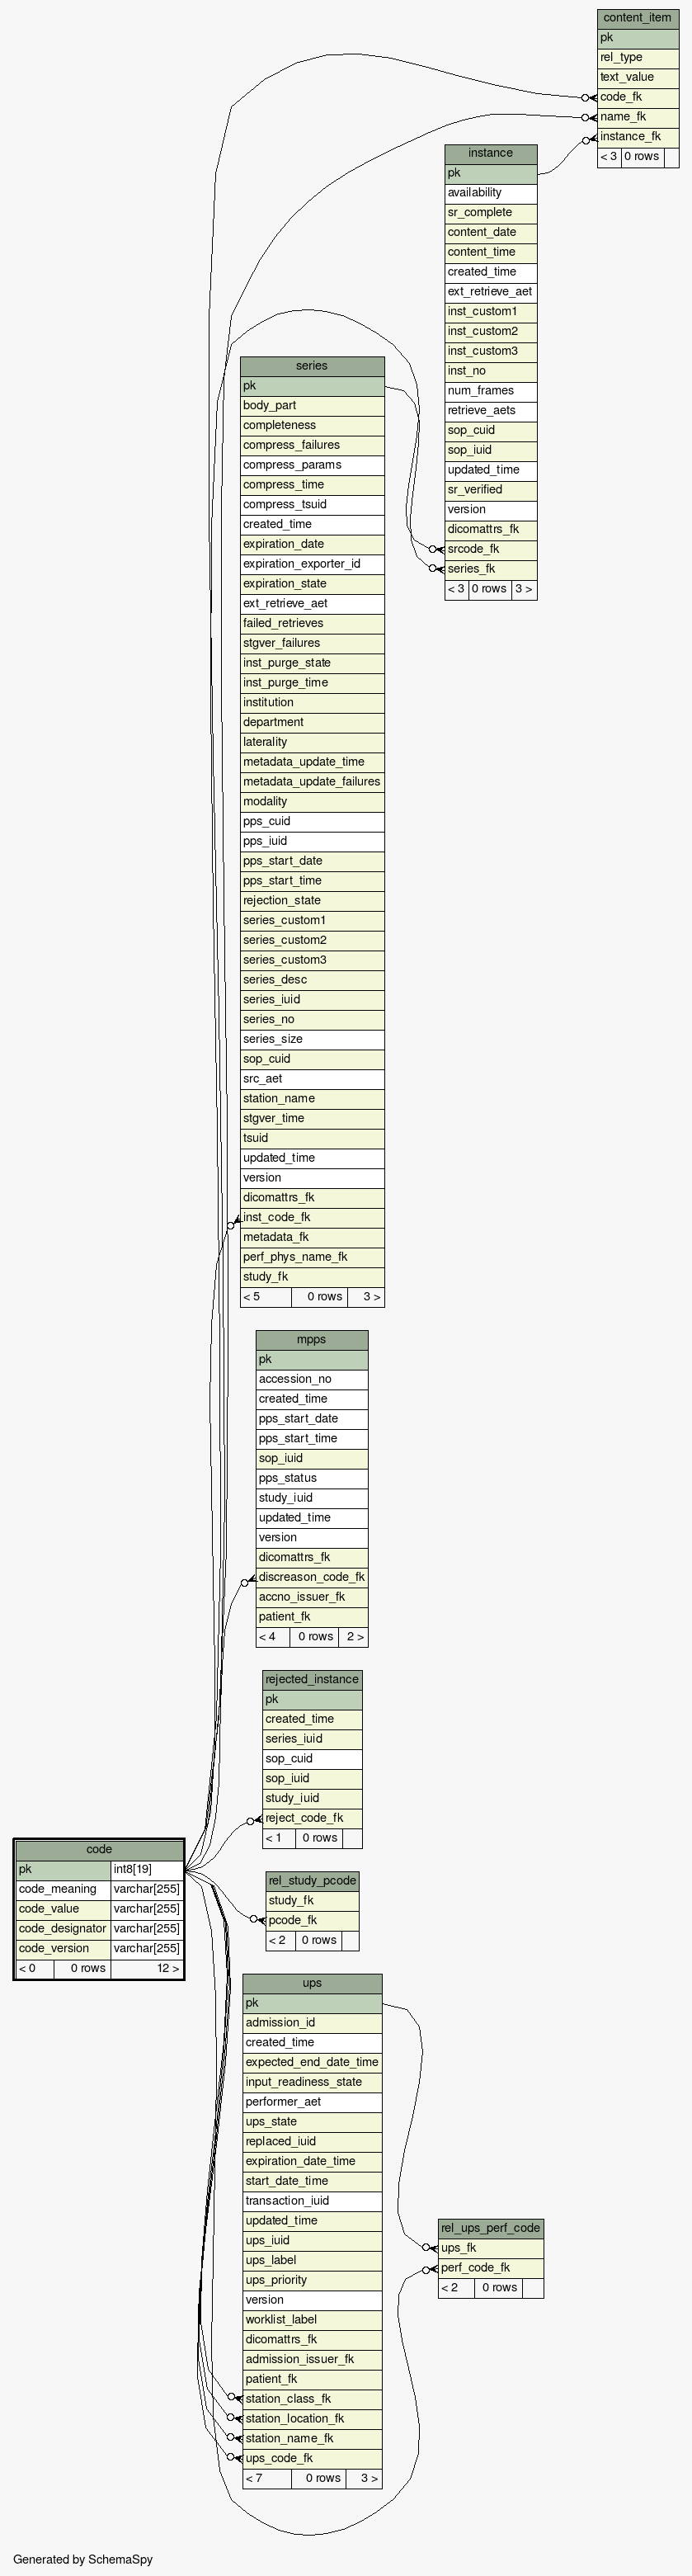 content_item
pk
rel_type
text_value
code_fk
name_fk
instance_fk
< 3 0 rows
instance
pk
availability
sr_complete
content_date
content_time
created_time
ext_retrieve_aet
inst_custom1
inst_custom2
inst_custom3
inst_no
num_frames
retrieve_aets
sop_cuid
sop_iuid
updated_time
sr_verified
version
dicomattrs_fk
srcode_fk
series_fk
< 3 0 rows 3 >
series
pk
body_part
completeness
compress_failures
compress_params
compress_time
compress_tsuid
created_time
expiration_date
expiration_exporter_id
expiration_state
ext_retrieve_aet
failed_retrieves
stgver_failures
inst_purge_state
inst_purge_time
institution
department
laterality
metadata_update_time
metadata_update_failures
modality
pps_cuid
pps_iuid
pps_start_date
pps_start_time
rejection_state
series_custom1
series_custom2
series_custom3
series_desc
series_iuid
series_no
series_size
sop_cuid
src_aet
station_name
stgver_time
tsuid
updated_time
version
dicomattrs_fk
inst_code_fk
metadata_fk
perf_phys_name_fk
study_fk
< 5 0 rows 3 >
mpps
pk
accession_no
created_time
pps_start_date
pps_start_time
sop_iuid
pps_status
study_iuid
updated_time
version
dicomattrs_fk
discreason_code_fk
accno_issuer_fk
patient_fk
< 4 0 rows 2 >
rejected_instance
pk
created_time
series_iuid
sop_cuid
sop_iuid
study_iuid
reject_code_fk
< 1 0 rows
code
pk int8[19]
code_meaning varchar[255]
code_value varchar[255]
code_designator varchar[255]
code_version varchar[255]
< 0 0 rows 12 >
rel_study_pcode
study_fk
pcode_fk
< 2 0 rows
ups
pk
admission_id
created_time
expected_end_date_time
input_readiness_state
performer_aet
ups_state
replaced_iuid
expiration_date_time
start_date_time
transaction_iuid
updated_time
ups_iuid
ups_label
ups_priority
version
worklist_label
dicomattrs_fk
admission_issuer_fk
patient_fk
station_class_fk
station_location_fk
station_name_fk
ups_code_fk
< 7 0 rows 3 >
rel_ups_perf_code
ups_fk
perf_code_fk
< 2 0 rows
Generated by SchemaSpy